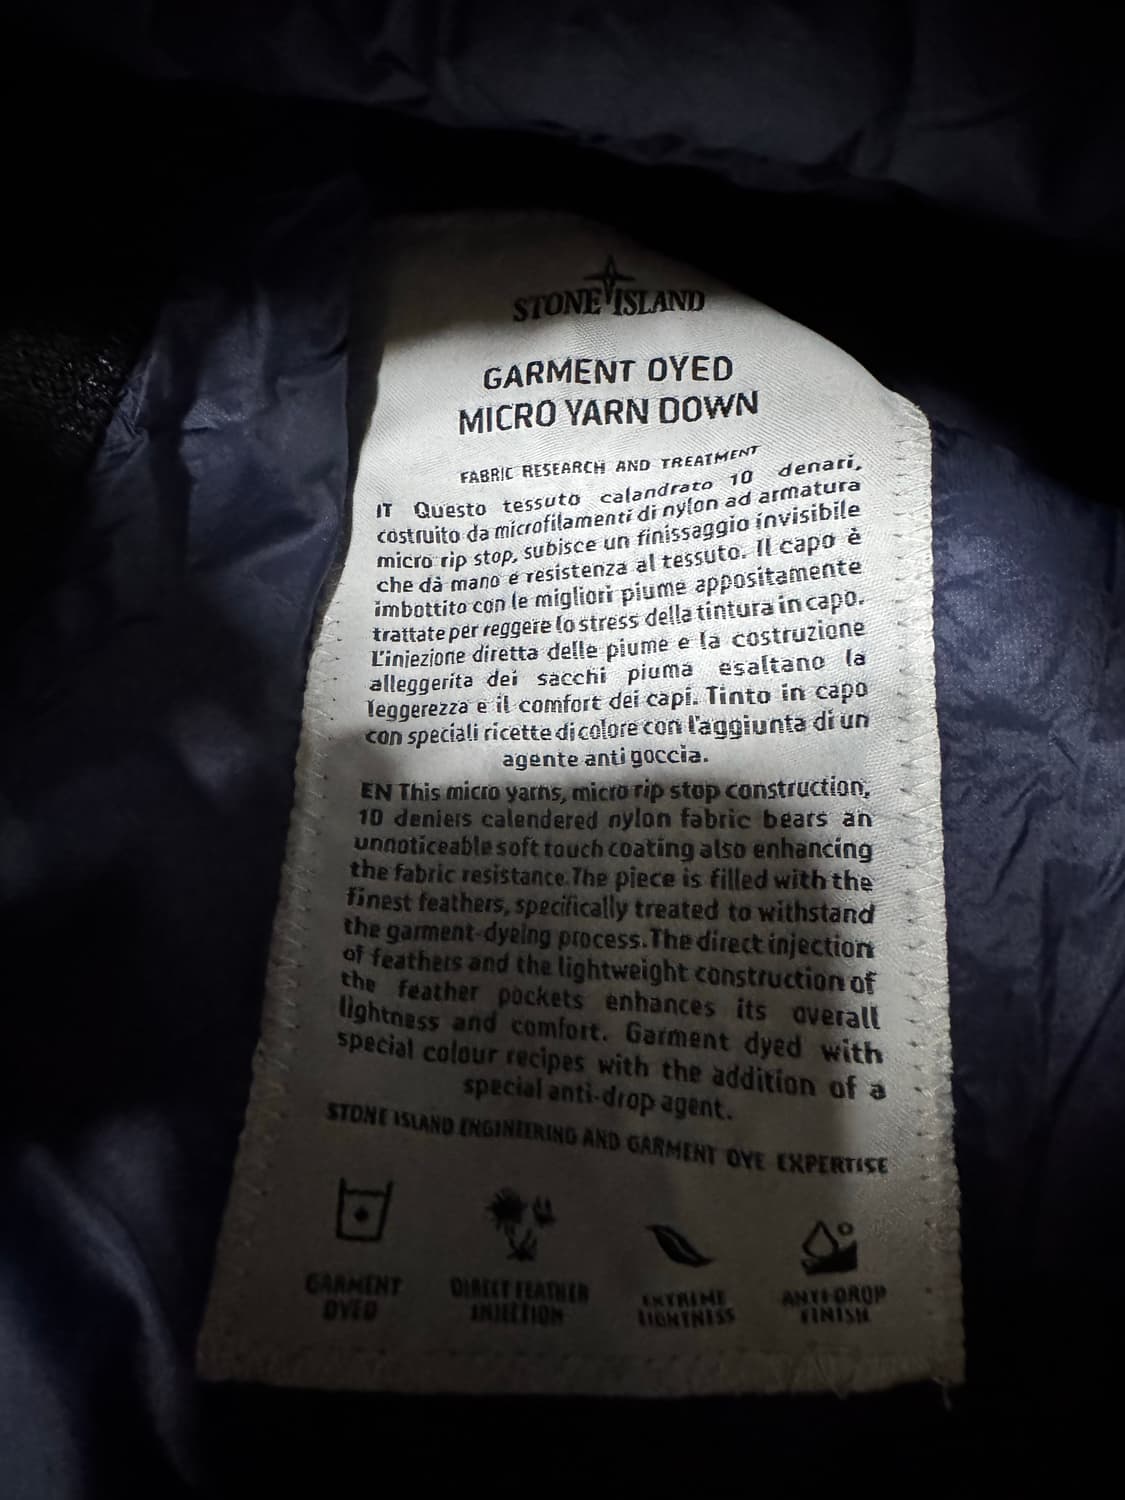 STONE ISLAND
GARMENT DYED
MICRO YARN DOWN
FABRIC RESEARCH AND TREATMENT
IT Questo tessuto calandrato 10 denari,
costruito da microfilamenti di nylon ad armatura
micro rip stop, subisce un finissaggio invisibile
che dà mano e resistenza al tessuto. Il capo è
imbottito con le migliori piume appositamente
trattate per reggere lo stress della tintura in capo.
L'iniezione diretta delle piume e la costruzione
alleggerita dei sacchi piuma esaltano la
leggerezza e il comfort dei capi. Tinto in capo
con speciali ricette di colore con l'aggiunta di un
agente anti goccia.
EN This micro yarns, micro rip stop construction,
10 deniers calendered nylon fabric bears an
unnoticeable soft touch coating also enhancing
the fabric resistance. The piece is filled with the
finest feathers, specifically treated to withstand
the garment-dyeing process. The direct injection
of feathers and the lightweight construction of
the feather pockets enhances its overall
lightness and comfort. Garment dyed with
special colour recipes with the addition of a
special anti-drop agent.
STONE ISLAND ENGINEERING AND GARMENT DYE EXPERTISE
GARMENT DIRECT FEATHER EXTREME ANTI-DROP
DYED INJECTION LIGHTNESS FINISH